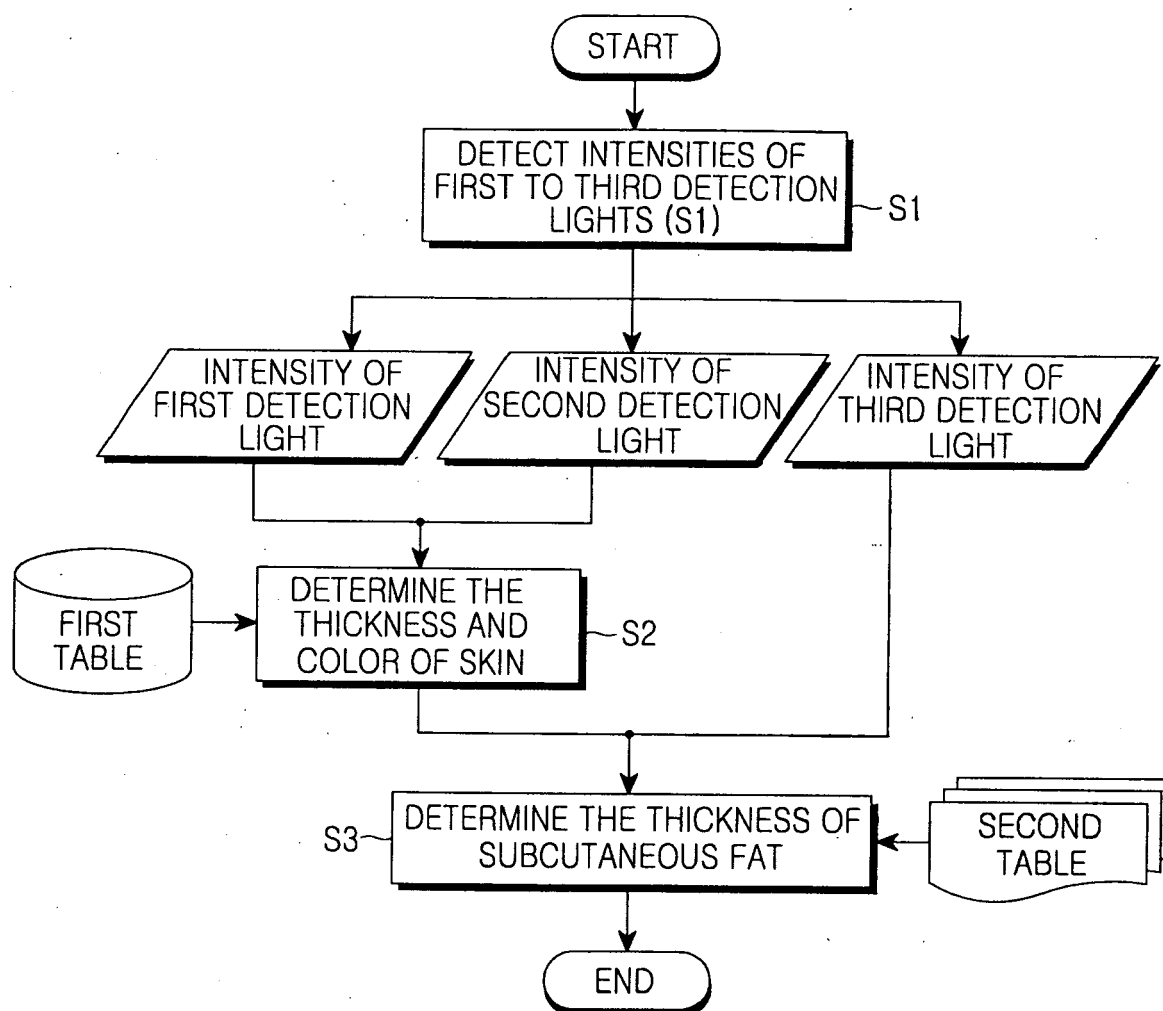 START
DETECT INTENSITIES OF
FIRST TO THIRD DETECTION
LIGHTS (S1)
S1
INTENSITY OF
FIRST DETECTION
LIGHT
INTENSITY OF
SECOND DETECTION
LIGHT
INTENSITY OF
THIRD DETECTION
LIGHT
FIRST
TABLE
DETERMINE THE
THICKNESS AND
COLOR OF SKIN
S2
S3
DETERMINE THE THICKNESS OF
SUBCUTANEOUS FAT
SECOND
TABLE
END